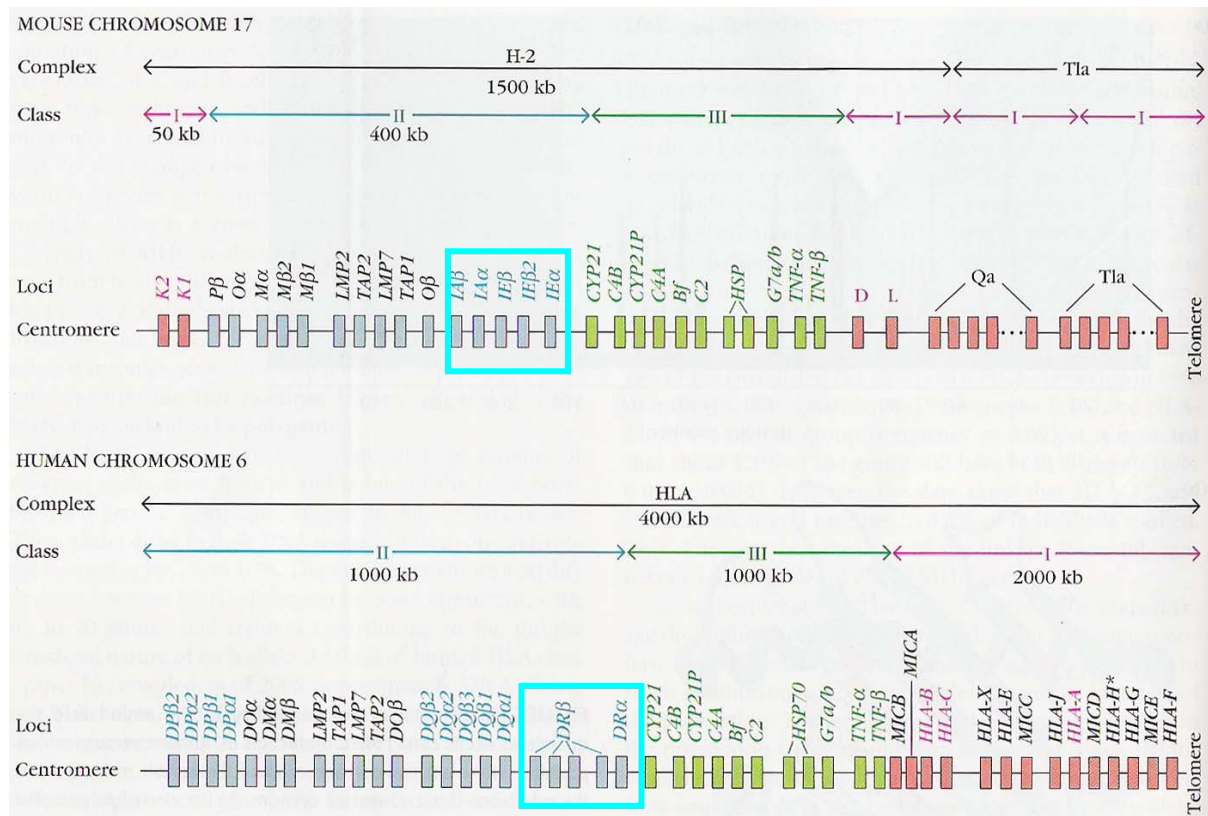 MOUSE CHROMOSOME 17
Complex H-2 Tla
1500 kb
Class I II III I I I
50 kb 400 kb
Loci K2 K1 Pβ Oα Mα Mβ2 Mβ1 LMP2 TAP2 LMP7 TAP1 Oβ IAβ IAα IEβ IEβ2 IEα CYP21 C4B CYP21P C4A Bf C2 HSP G7a/b TNF-α TNF-β D L Qa Tla
Centromere Telomere
HUMAN CHROMOSOME 6
Complex HLA
4000 kb
Class II III I
1000 kb 1000 kb 2000 kb
Loci DPβ2 DPα2 DPβ1 DPα1 DOα DMα DMβ LMP2 TAP1 LMP7 TAP2 DOβ DQβ2 DQα2 DQβ3 DQβ1 DQα1 DRβ DRα CYP21 C4B CYP21P C4A Bf C2 HSP70 G7a/b TNF-α TNF-β MICB MICA HLA-B HLA-C HLA-X HLA-E MICC HLA-J HLA-A MICD HLA-H* HLA-G MICE HLA-F
Centromere Telomere